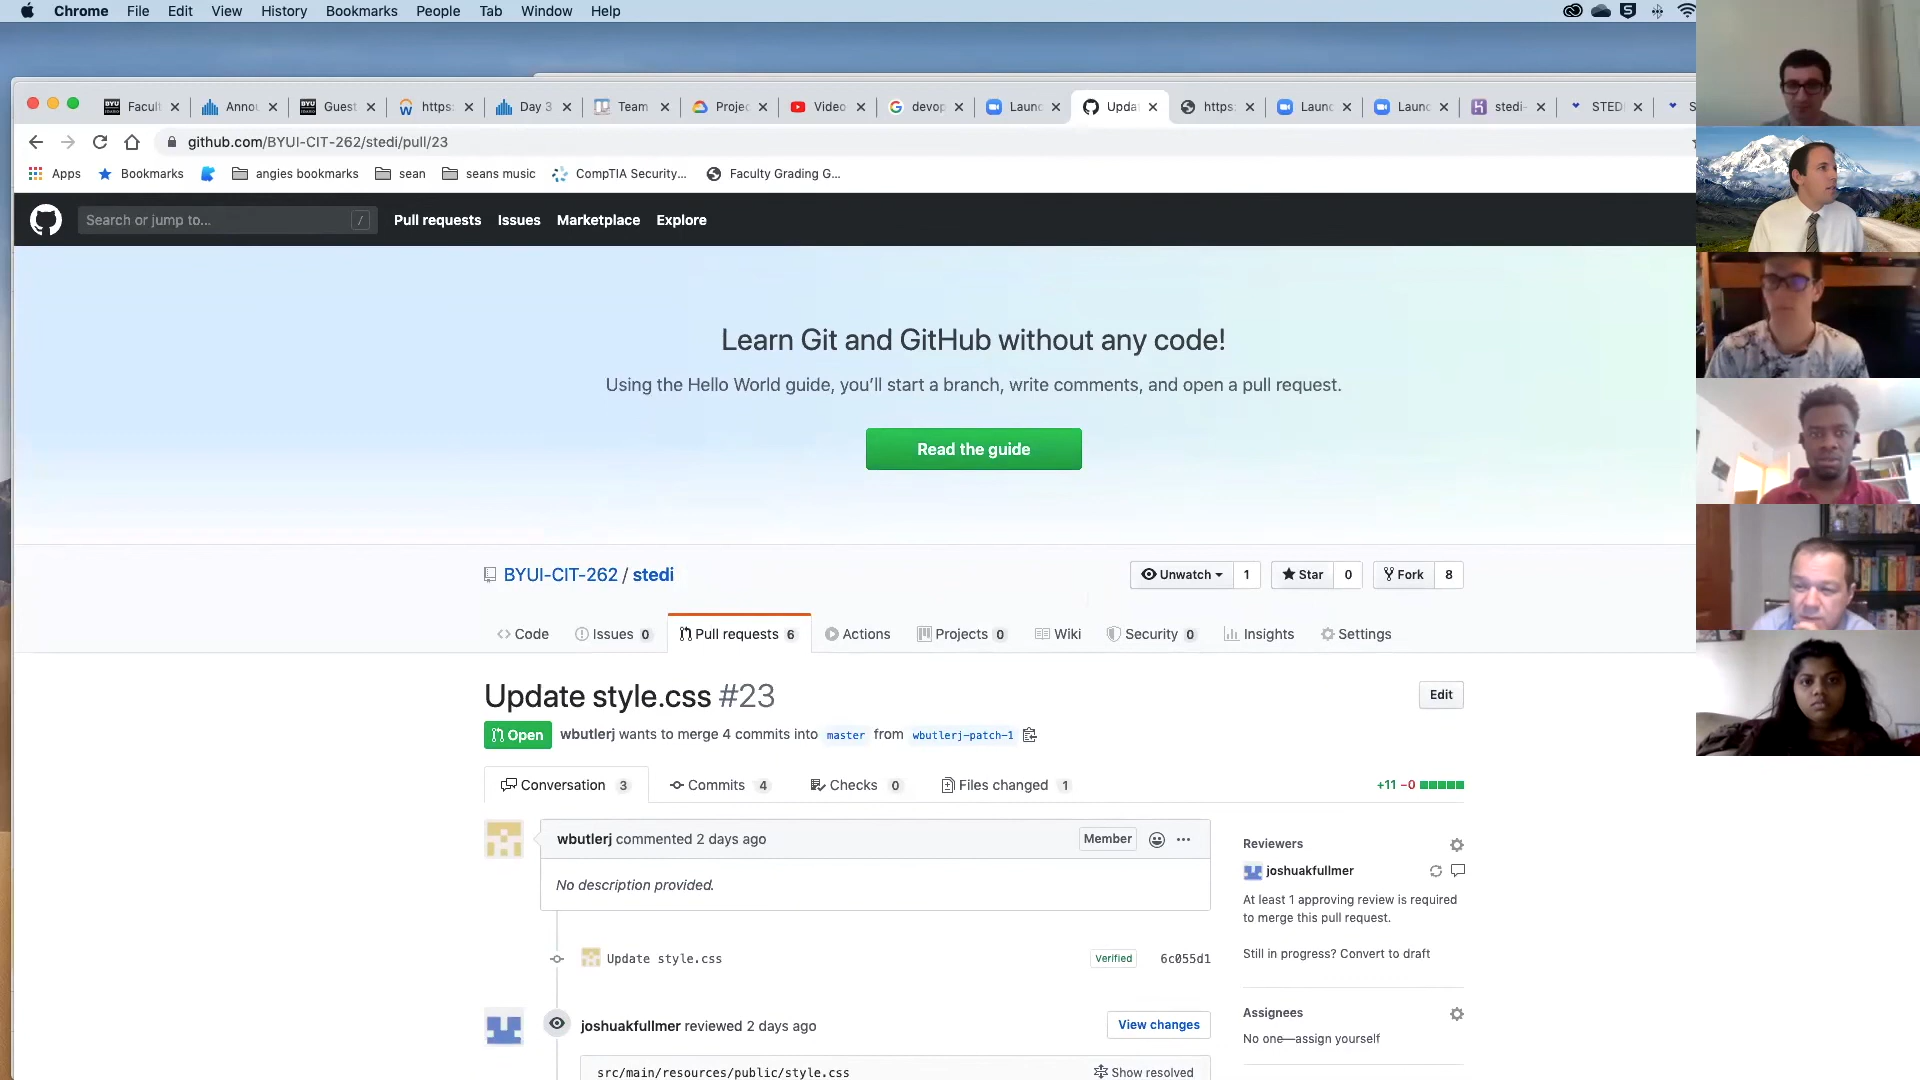 Chrome File Edit View History Bookmarks People Tab Window Help
Facult Annou Guest https: Day 3 Team Projec Video devop Launc Upda https: Launc Launc stedi- STEDI S
github.com/BYUI-CIT-262/stedi/pull/23
Apps Bookmarks angies bookmarks sean seans music CompTIA Security... Faculty Grading G...
Search or jump to... / Pull requests Issues Marketplace Explore
Learn Git and GitHub without any code!
Using the Hello World guide, you’ll start a branch, write comments, and open a pull request.
Read the guide
BYUI-CIT-262 / stedi Unwatch 1 Star 0 Fork 8
Code Issues 0 Pull requests 6 Actions Projects 0 Wiki Security 0 Insights Settings
Update style.css #23 Edit
Open wbutlerj wants to merge 4 commits into master from wbutlerj-patch-1
Conversation 3 Commits 4 Checks 0 Files changed 1 +11 −0
wbutlerj commented 2 days ago Member
No description provided.
Reviewers
joshuakfullmer
At least 1 approving review is required
to merge this pull request.
Still in progress? Convert to draft
Update style.css Verified 6c055d1
joshuakfullmer reviewed 2 days ago View changes
Assignees
No one—assign yourself
src/main/resources/public/style.css Show resolved